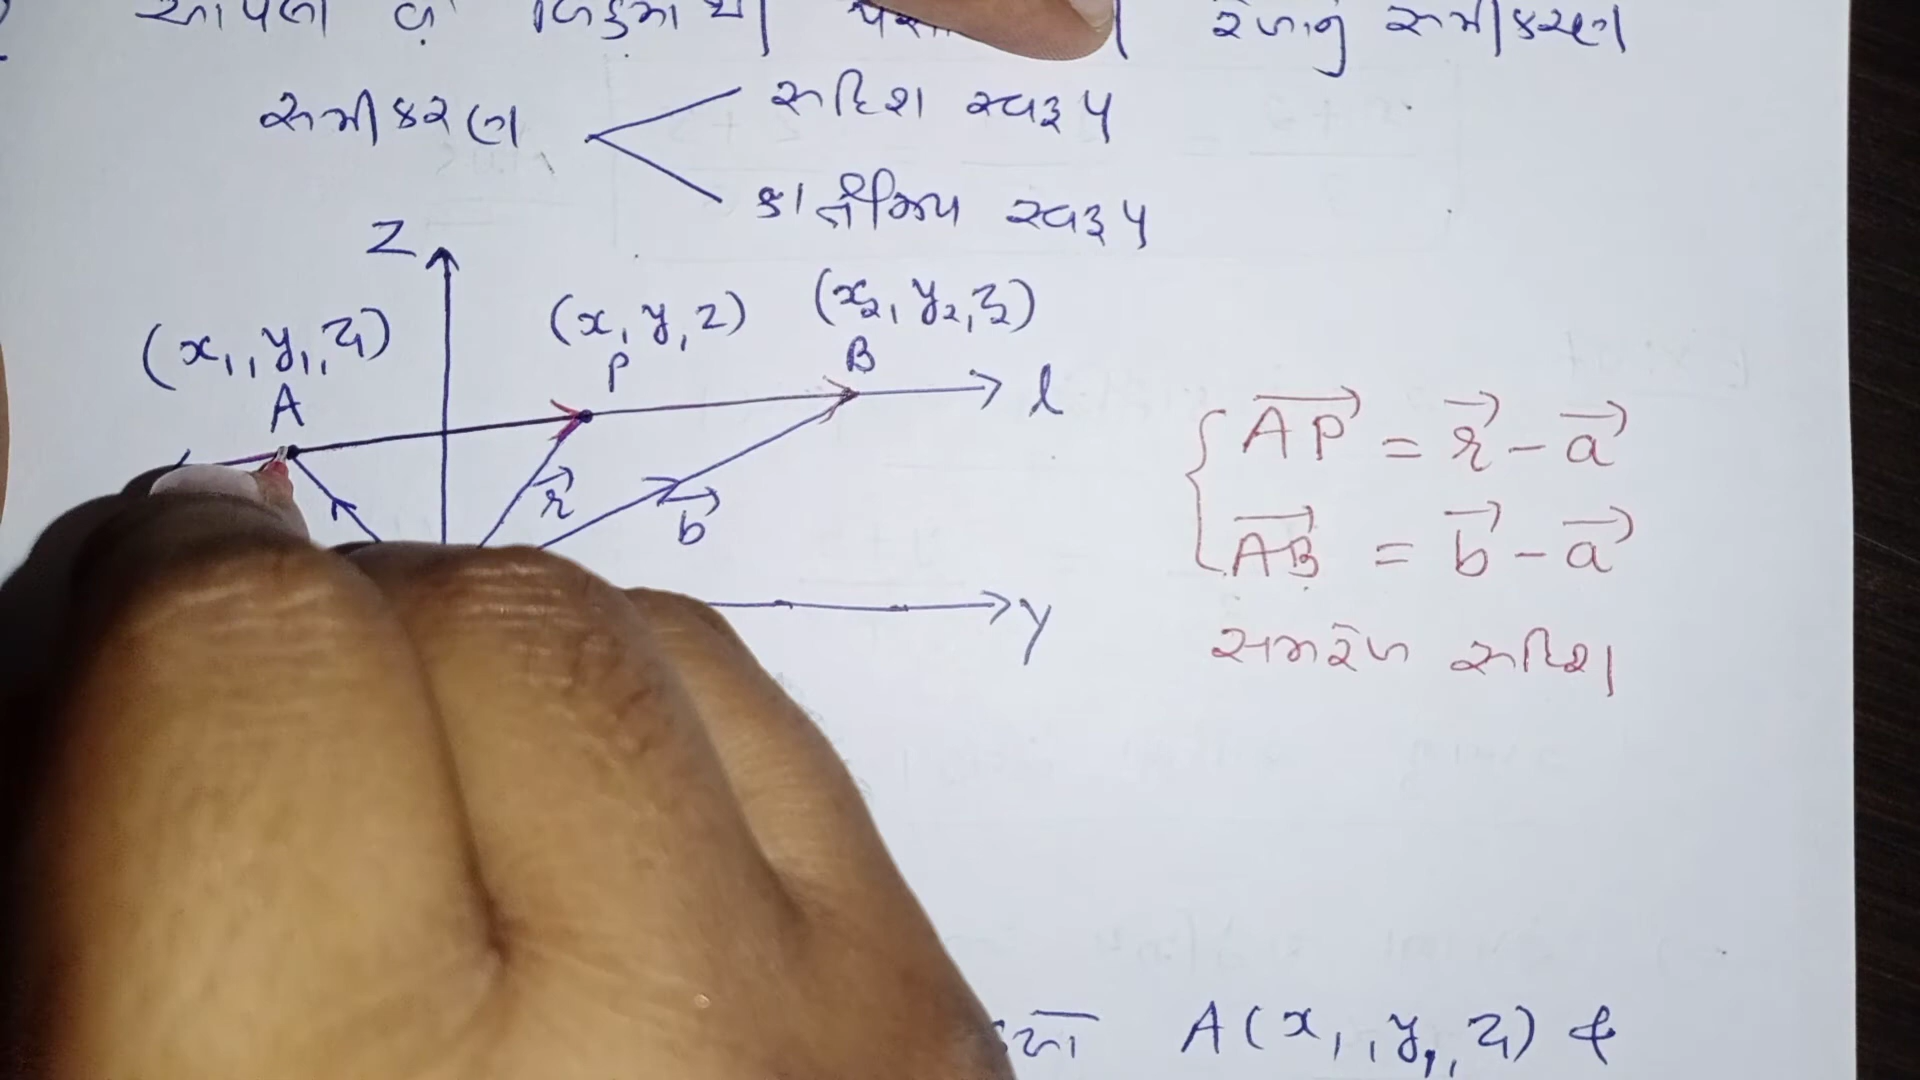 રેખાનું સમીકરણ
સમીકરણ
સદિશ સ્વરૂપ
કાર્તેઝિય સ્વરૂપ
Z
(x₁, y₁, z₁)
(x, y, z)
(x₂, y₂, z₂)
A
P
B
l
r⃗
b⃗
y
AP⃗ = r⃗ - a⃗
AB⃗ = b⃗ - a⃗
સમરેખ સદિશ
A(x₁, y₁, z₁) &